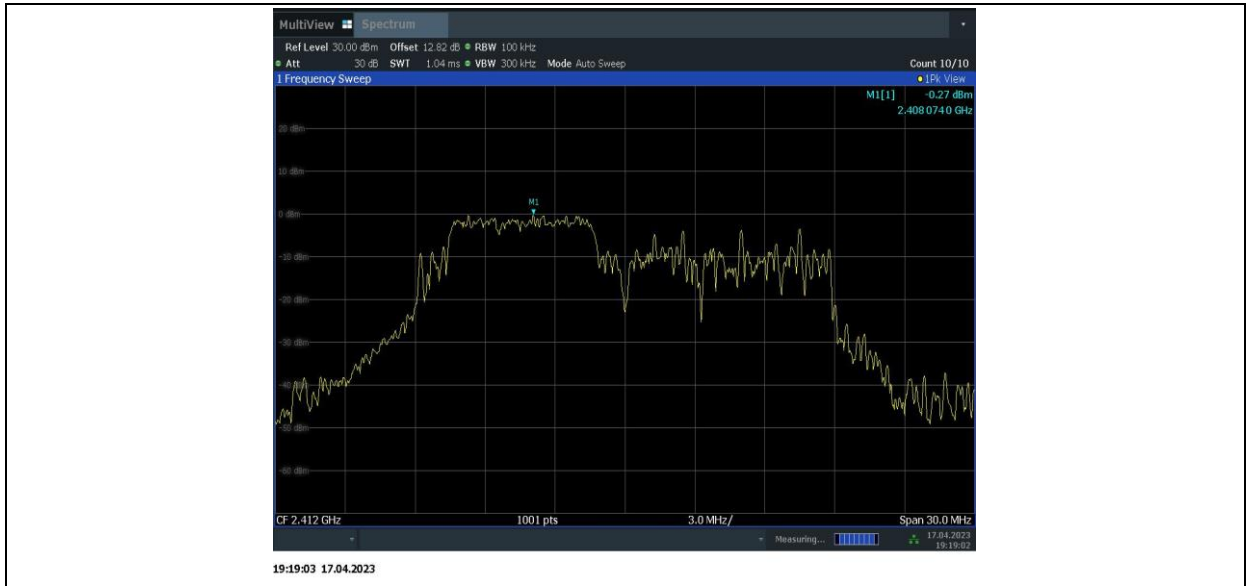 MultiView Spectrum
Ref Level 30.00 dBm Offset 12.82 dB RBW 100 kHz
Att 30 dB SWT 1.04 ms VBW 300 kHz Mode Auto Sweep Count 10/10
1 Frequency Sweep 1Pk View
M1[1] -0.27 dBm
2.408 074 0 GHz
20 dBm
10 dBm
M1
0 dBm
-10 dBm
-20 dBm
-30 dBm
-40 dBm
-50 dBm
-60 dBm
CF 2.412 GHz 1001 pts 3.0 MHz/ Span 30.0 MHz
Measuring... 17.04.2023
19:19:02
19:19:03 17.04.2023